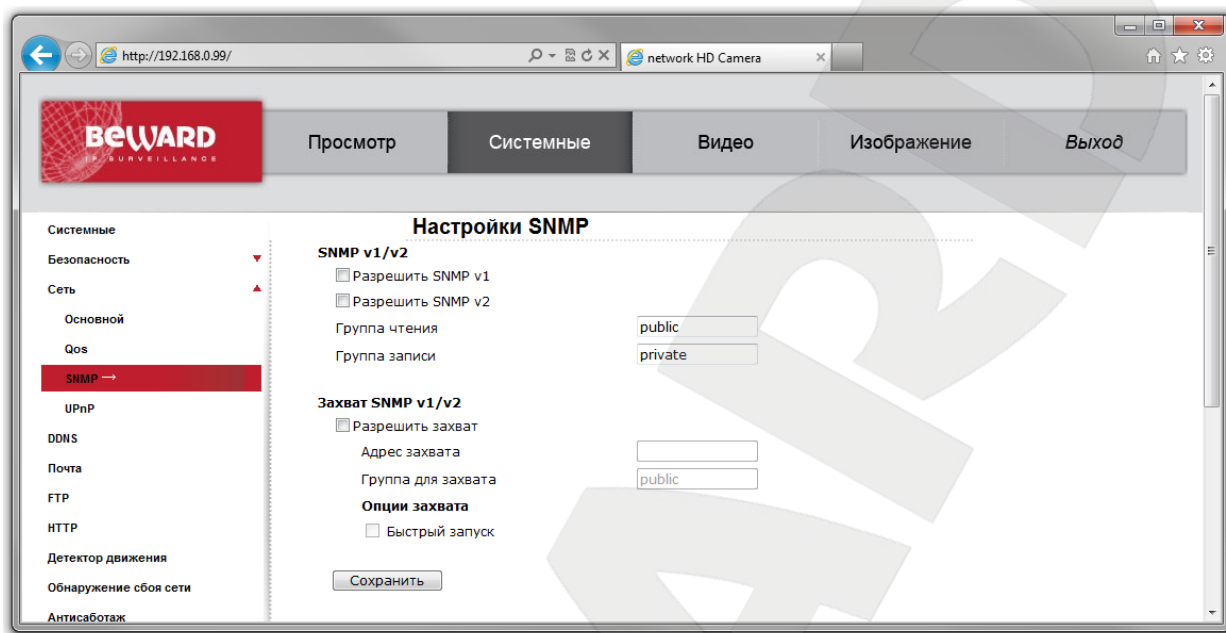 http://192.168.0.99/
network HD Camera
BEWARD
IP SURVEILLANCE
Просмотр
Системные
Видео
Изображение
Выход
Системные
Безопасность
Сеть
Основной
Qos
SNMP →
UPnP
DDNS
Почта
FTP
HTTP
Детектор движения
Обнаружение сбоя сети
Антисаботаж
Настройки SNMP
SNMP v1/v2
Разрешить SNMP v1
Разрешить SNMP v2
Группа чтения public
Группа записи private
Захват SNMP v1/v2
Разрешить захват
Адрес захвата
Группа для захвата public
Опции захвата
Быстрый запуск
Сохранить